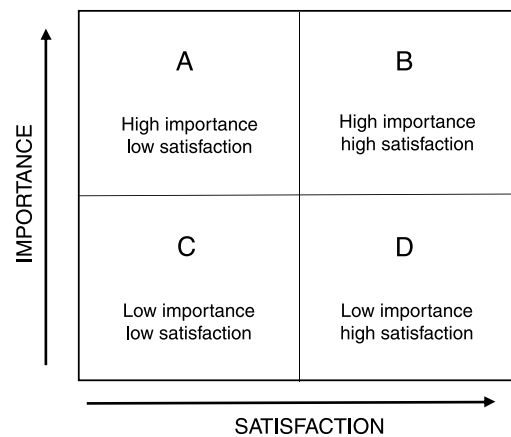 A
High importance
low satisfaction
B
High importance
high satisfaction
C
Low importance
low satisfaction
D
Low importance
high satisfaction
IMPORTANCE
SATISFACTION